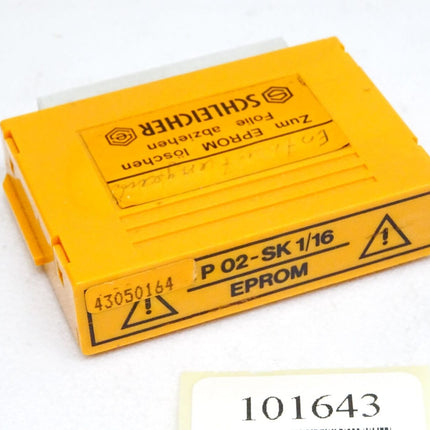 SCHLEICHER
Zum EPROM löschen
Folie abziehen
P 02-SK 1/16
EPROM
43050164
101643